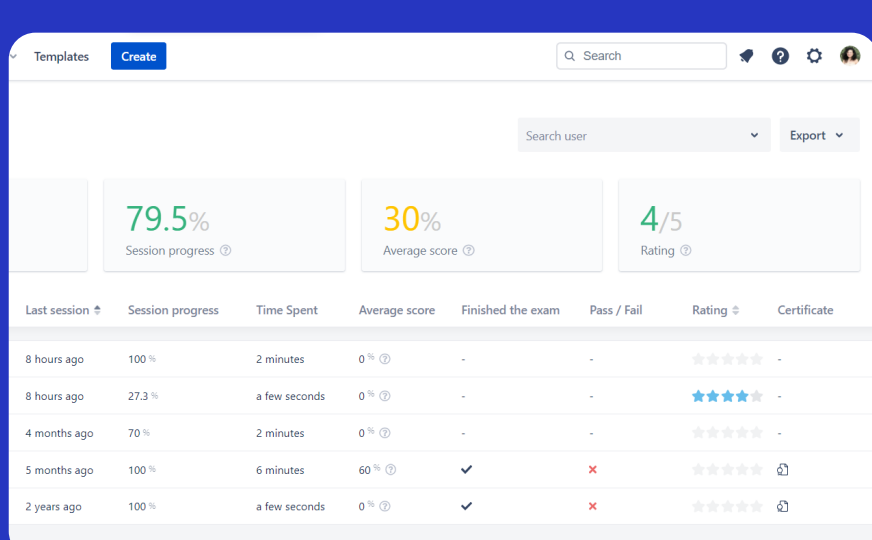 Templates Create Search
Search user Export
79.5% 30% 4/5
Session progress ? Average score ? Rating ?
Last session Session progress Time Spent Average score Finished the exam Pass / Fail Rating Certificate
8 hours ago 100 % 2 minutes 0 % ? - - -
8 hours ago 27.3 % a few seconds 0 % ? - - -
4 months ago 70 % 2 minutes 0 % ? - - -
5 months ago 100 % 6 minutes 60 % ?
2 years ago 100 % a few seconds 0 % ?